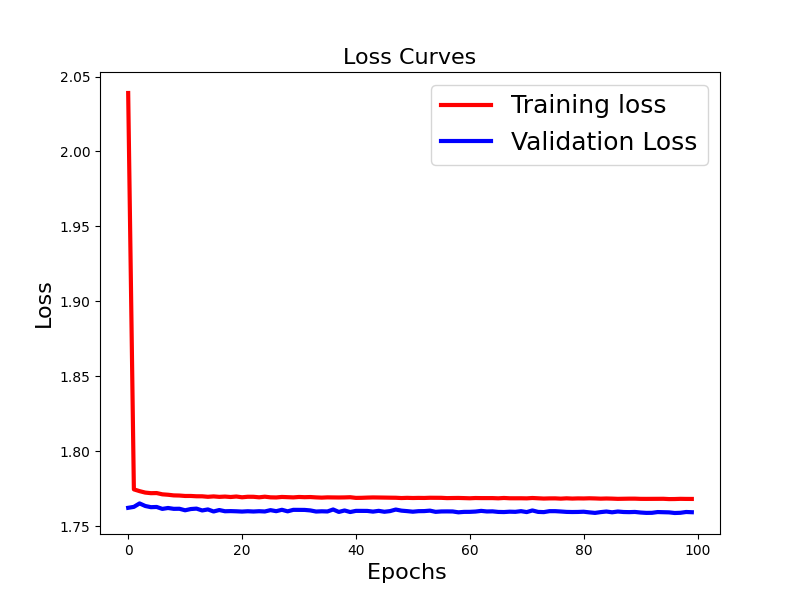 Loss Curves
Training loss
Validation Loss
2.05
2.00
1.95
1.90
1.85
1.80
1.75
Loss
0
20
40
60
80
100
Epochs